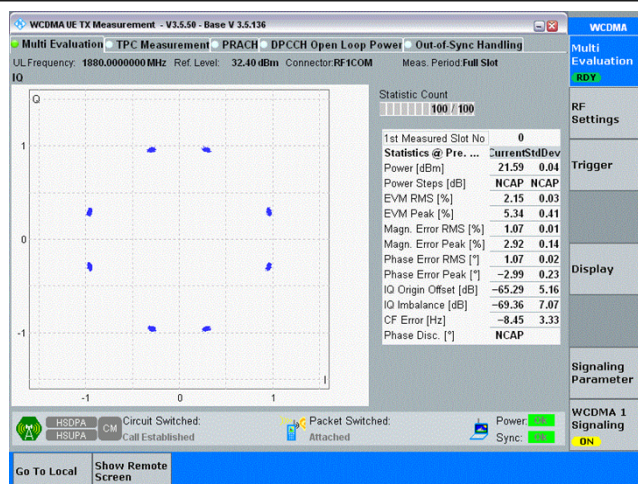 WCDMA UE TX Measurement - V3.5.50 - Base V 3.5.136
WCDMA
Multi Evaluation TPC Measurement PRACH DPCCH Open Loop Power Out-of-Sync Handling
UL Frequency: 1880.0000000 MHz Ref. Level: 32.40 dBm Connector: RF1COM Meas. Period: Full Slot
IQ
Q
1
0
-1
-1 0 1
I
Statistic Count
100 / 100
1st Measured Slot No 0
Statistics @ Pre. ... Current StdDev
Power [dBm] 21.59 0.04
Power Steps [dB] NCAP NCAP
EVM RMS [%] 2.15 0.03
EVM Peak [%] 5.34 0.41
Magn. Error RMS [%] 1.07 0.01
Magn. Error Peak [%] 2.92 0.14
Phase Error RMS [°] 1.07 0.02
Phase Error Peak [°] −2.99 0.23
IQ Origin Offset [dB] −65.29 5.16
IQ Imbalance [dB] −69.36 7.07
CF Error [Hz] −8.45 3.33
Phase Disc. [°] NCAP
Multi
Evaluation
RDY
RF
Settings
Trigger
Display
Signaling
Parameter
WCDMA 1
Signaling
ON
HSDPA
HSUPA
CM
Circuit Switched:
Call Established
Packet Switched:
Attached
Power: OK
Sync: OK
Go To Local
Show Remote
Screen